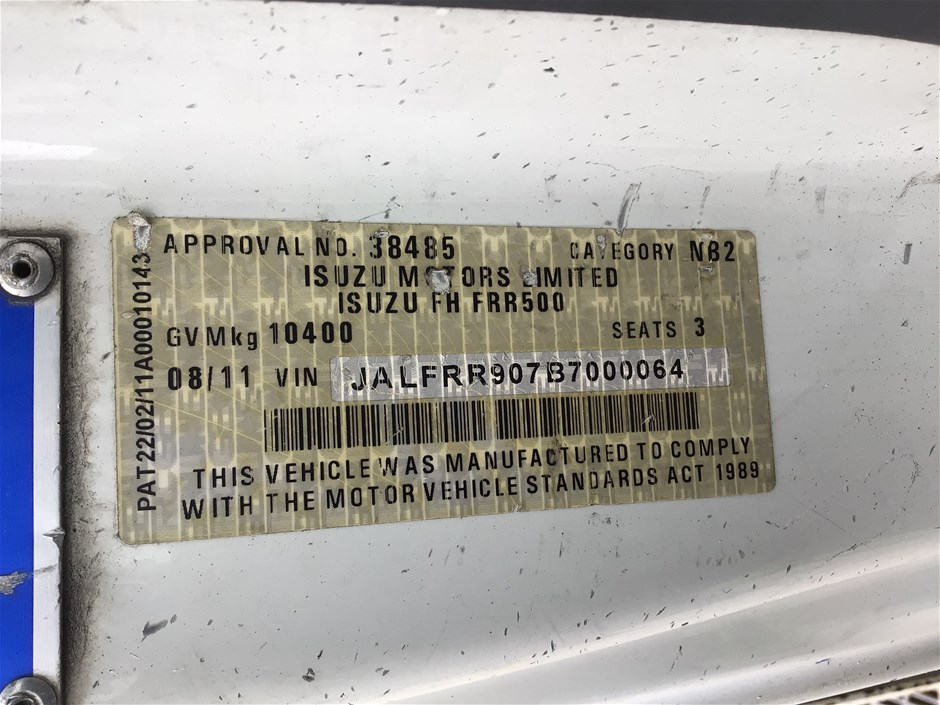 APPROVAL NO. 38485 CATEGORY NB2
ISUZU MOTORS LIMITED
ISUZU FH FRR500
GVMkg 10400 SEATS 3
08/11 VIN JALFRR907B7000064
THIS VEHICLE WAS MANUFACTURED TO COMPLY
WITH THE MOTOR VEHICLE STANDARDS ACT 1989
PAT22/02/11A00010143